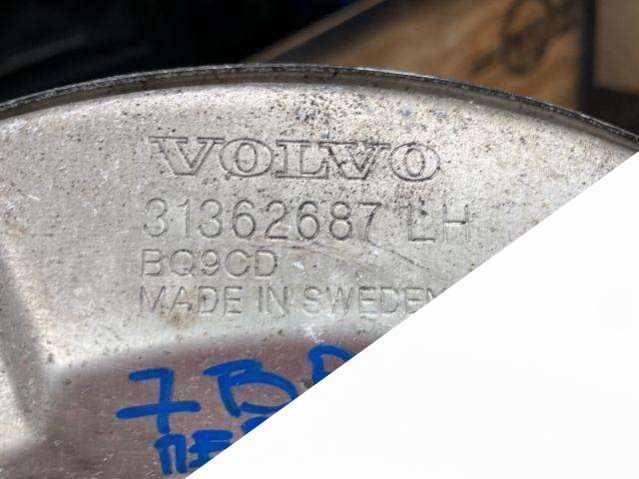 VOLVO
31362687 LH
BQ9CD
MADE IN SWEDEN